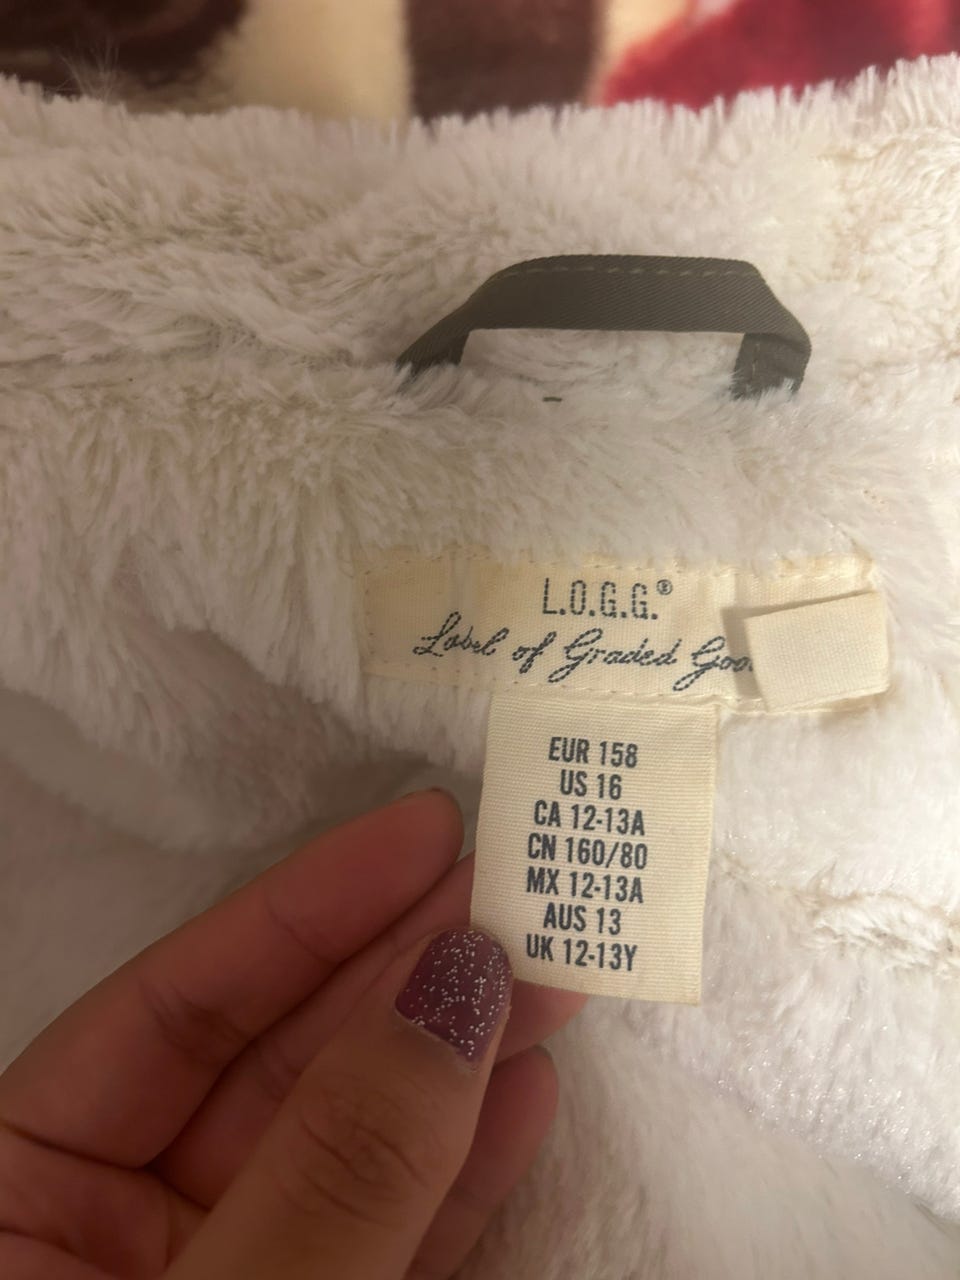 L.O.G.G.®
Label of Graded
EUR 158
US 16
CA 12-13A
CN 160/80
MX 12-13A
AUS 13
UK 12-13Y